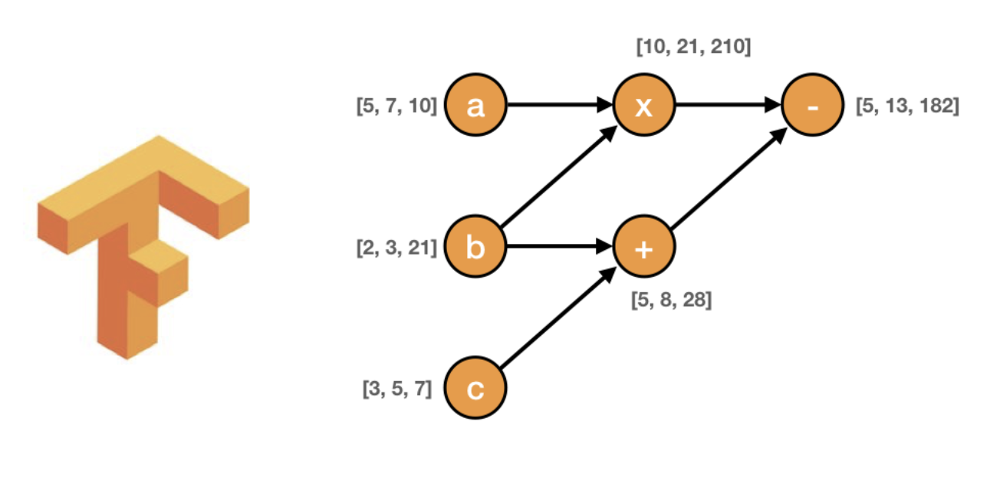 [10, 21, 210]
[5, 7, 10] a x - [5, 13, 182]
[2, 3, 21] b +
[5, 8, 28]
[3, 5, 7] c